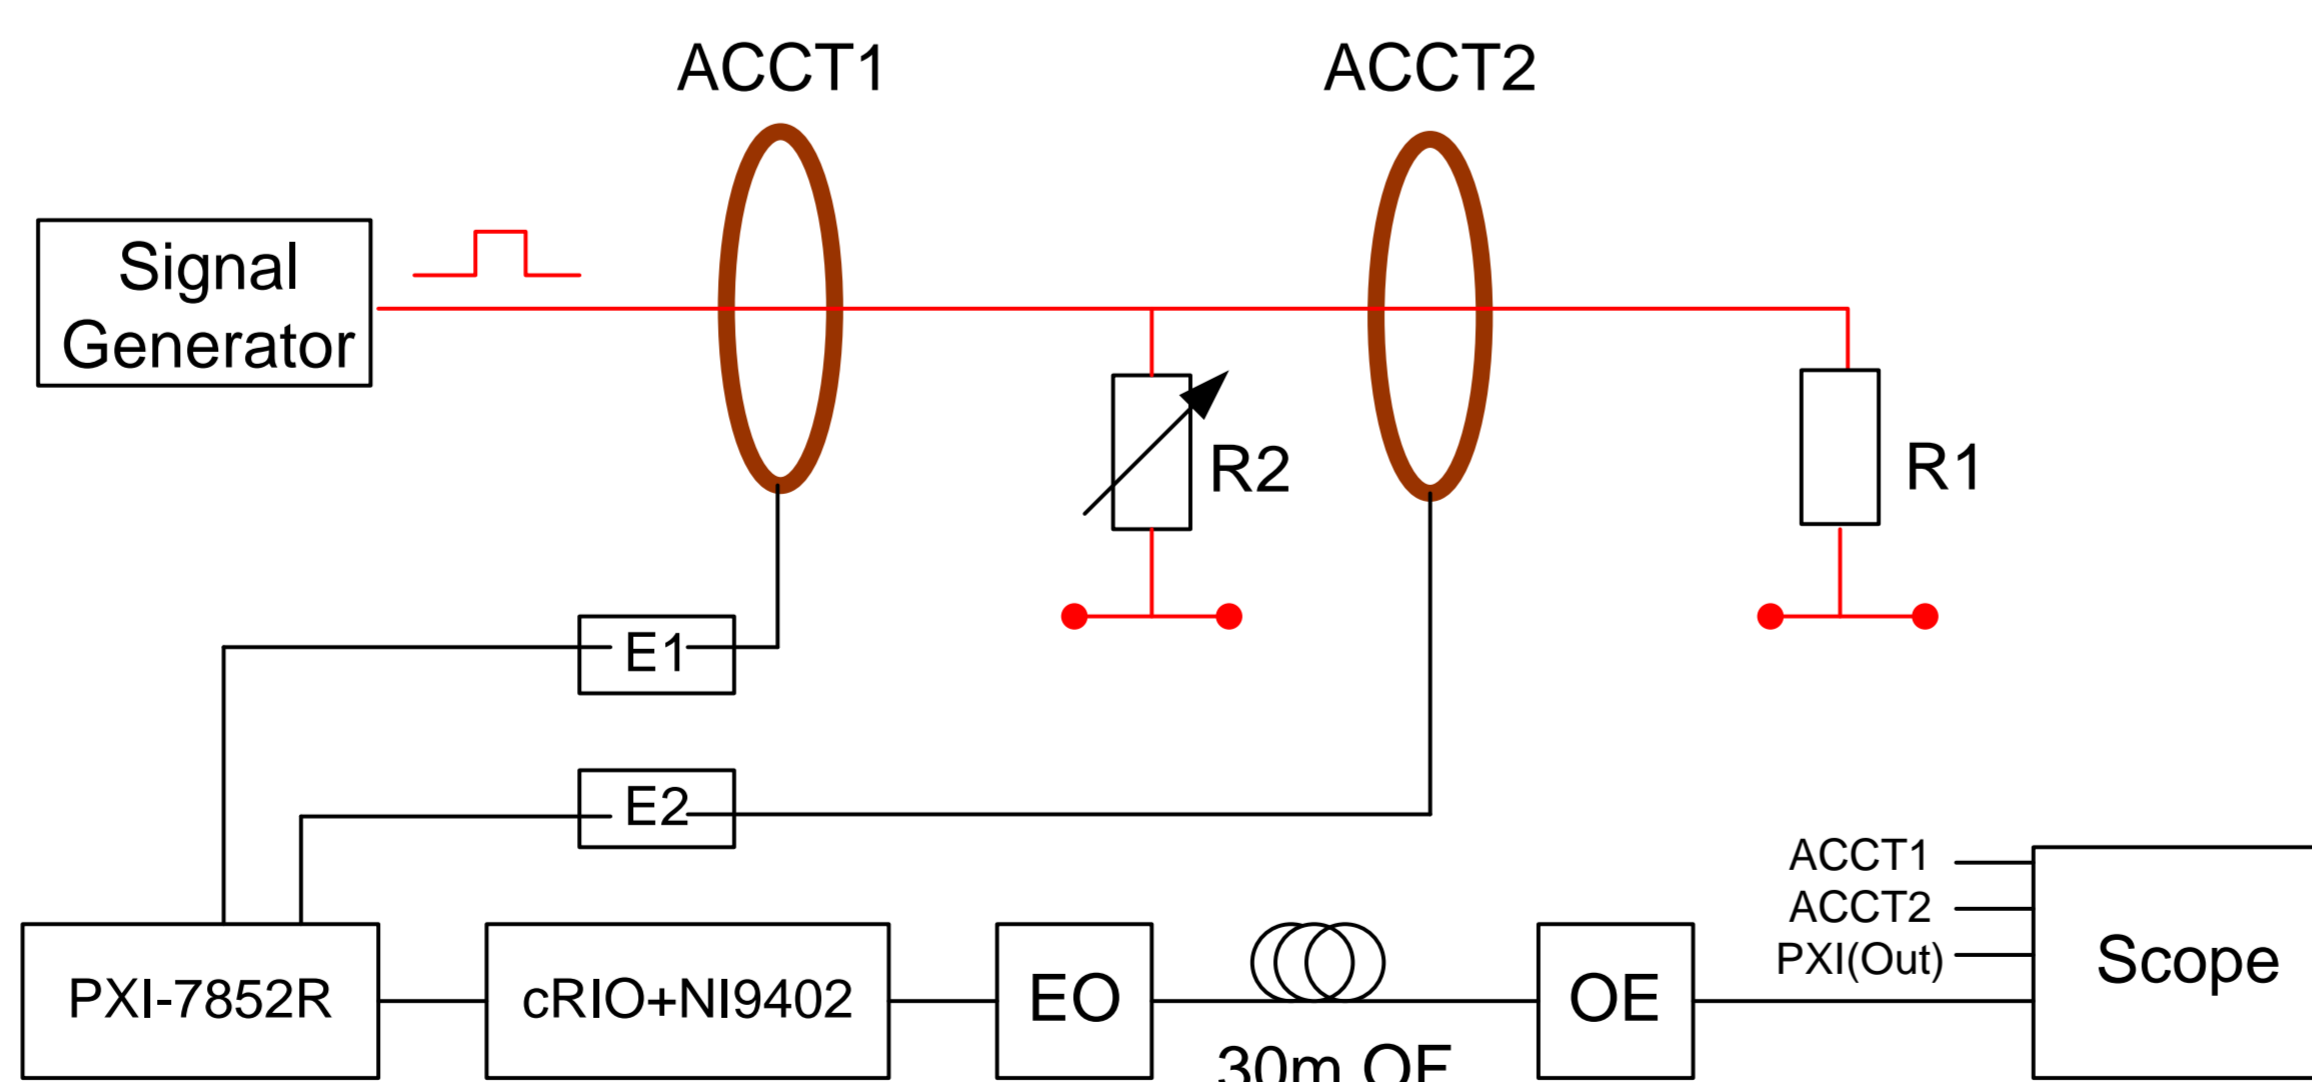 ACCT1
ACCT2
Signal
Generator
R2
R1
E1
E2
ACCT1
ACCT2
PXI(Out)
Scope
PXI-7852R
cRIO+NI9402
EO
OE
30m